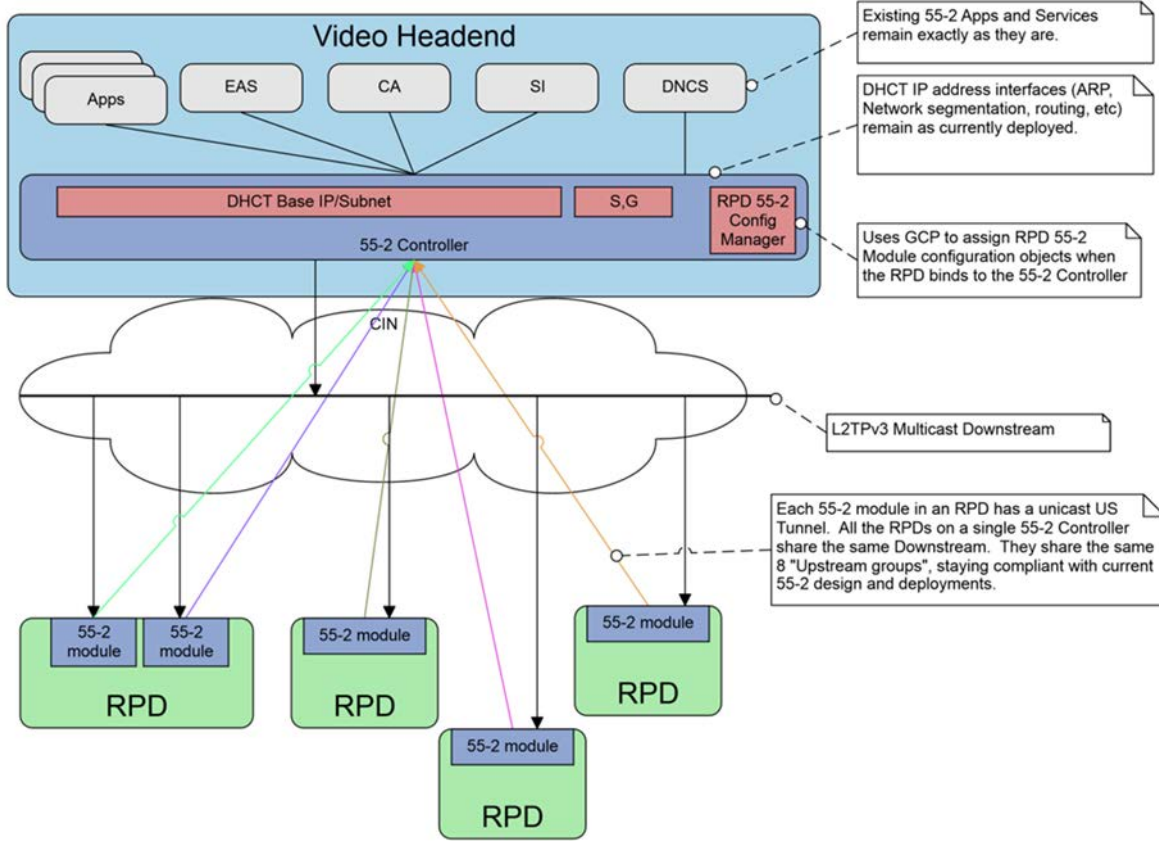 Video Headend
Apps
EAS
CA
SI
DNCS
DHCT Base IP/Subnet
S,G
RPD 55-2
Config
Manager
55-2 Controller
Existing 55-2 Apps and Services
remain exactly as they are.
DHCT IP address interfaces (ARP,
Network segmentation, routing, etc)
remain as currently deployed.
Uses GCP to assign RPD 55-2
Module configuration objects when
the RPD binds to the 55-2 Controller
CIN
L2TPv3 Multicast Downstream
Each 55-2 module in an RPD has a unicast US
Tunnel. All the RPDs on a single 55-2 Controller
share the same Downstream. They share the same
8 "Upstream groups", staying compliant with current
55-2 design and deployments.
55-2
module
55-2
module
RPD
55-2 module
RPD
55-2 module
RPD
55-2 module
RPD